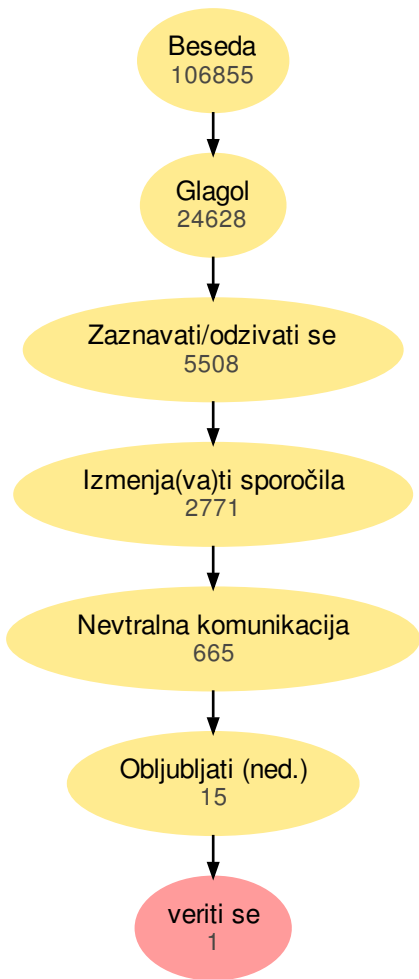 Beseda
106855
Glagol
24628
Zaznavati/odzivati se
5508
Izmenja(va)ti sporočila
2771
Nevtralna komunikacija
665
Obljubljati (ned.)
15
veriti se
1